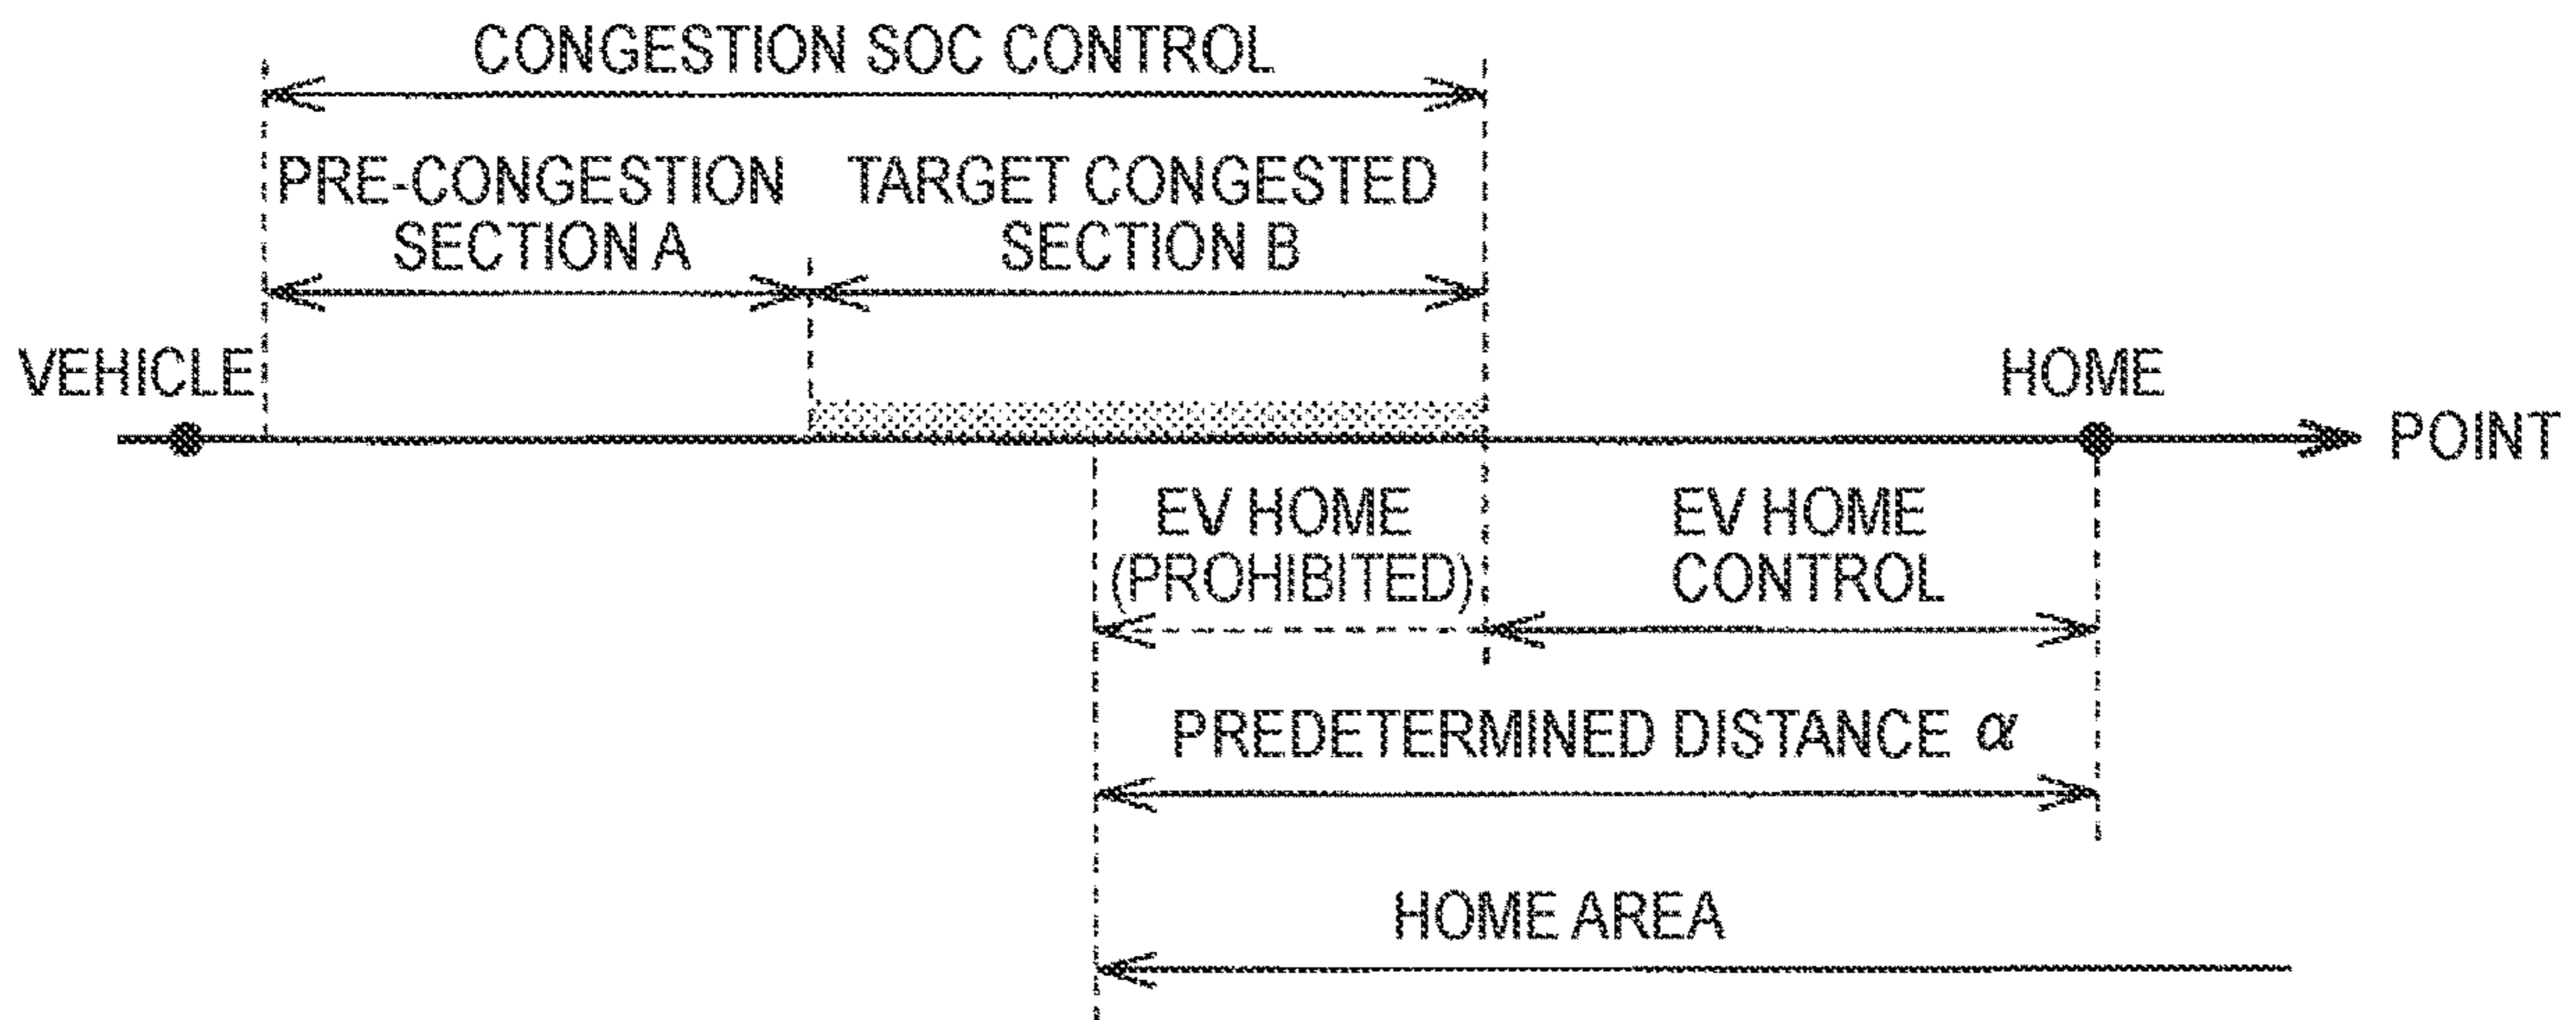 CONGESTION SOC CONTROL
PRE-CONGESTION
SECTION A
TARGET CONGESTED
SECTION B
VEHICLE
HOME
POINT
EV HOME
(PROHIBITED)
EV HOME
CONTROL
PREDETERMINED DISTANCE α
HOME AREA